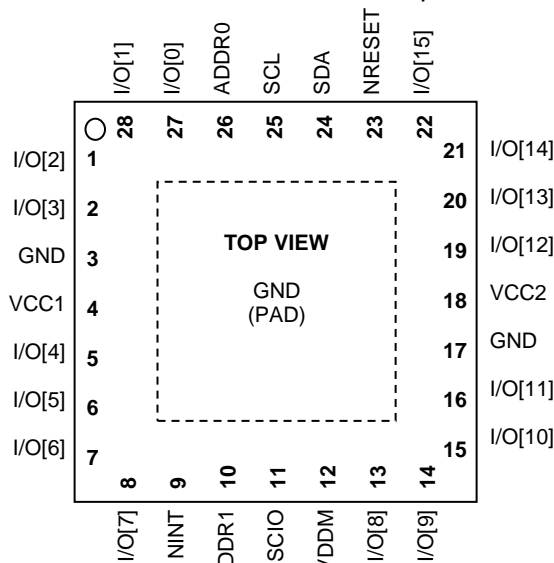 I/O[1]
I/O[0]
ADDR0
SCL
SDA
NRESET
I/O[15]
28 27 26 25 24 23 22
I/O[2] 1
I/O[3] 2
GND 3
VCC1 4
I/O[4] 5
I/O[5] 6
I/O[6] 7
TOP VIEW
GND
(PAD)
21 I/O[14]
20 I/O[13]
19 I/O[12]
18 VCC2
17 GND
16 I/O[11]
15 I/O[10]
8 9 10 11 12 13 14
I/O[7]
NINT
DDR1
SCIO
VDDM
I/O[8]
I/O[9]